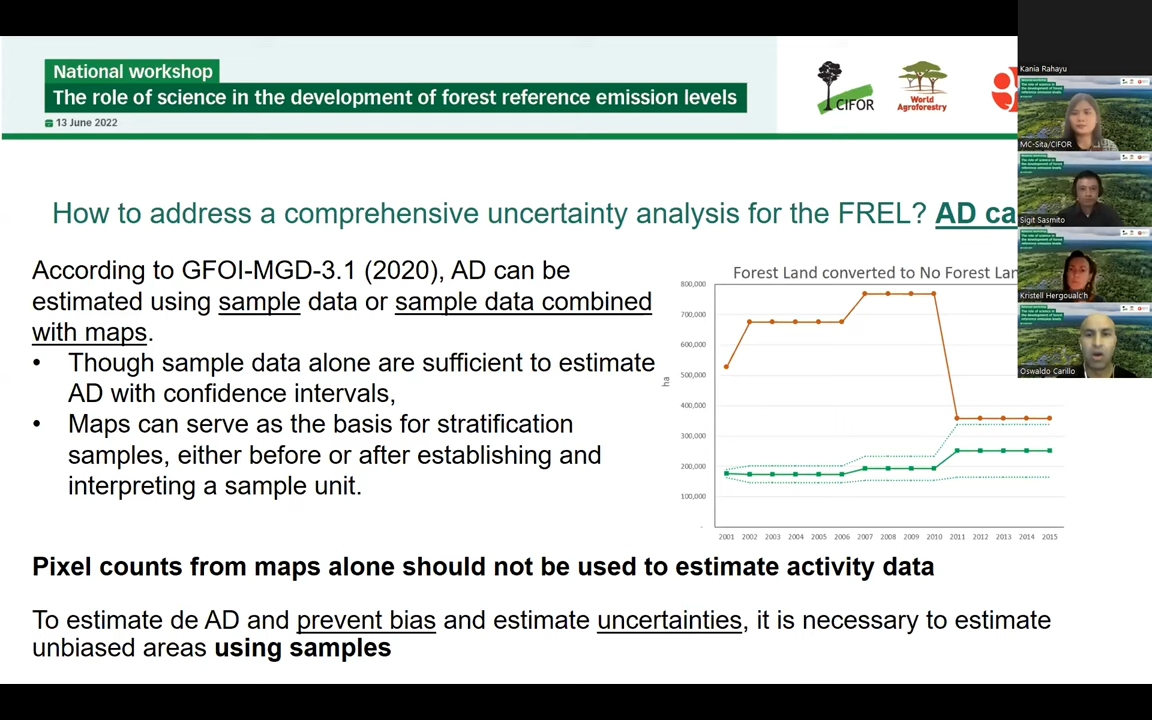 National workshop
The role of science in the development of forest reference emission levels
13 June 2022
CIFOR
World
Agroforestry
Kania Rahayu
MC-Sita/CIFOR
Sigit Sasmito
Kristell Hergoualc'h
Oswaldo Carillo
How to address a comprehensive uncertainty analysis for the FREL? AD ca
According to GFOI-MGD-3.1 (2020), AD can be
estimated using sample data or sample data combined
with maps.
• Though sample data alone are sufficient to estimate
AD with confidence intervals,
• Maps can serve as the basis for stratification
samples, either before or after establishing and
interpreting a sample unit.
Forest Land converted to No Forest Lan
800,000
700,000
600,000
500,000
400,000
300,000
200,000
100,000
-
ha
2001 2002 2003 2004 2005 2006 2007 2008 2009 2010 2011 2012 2013 2014 2015
Pixel counts from maps alone should not be used to estimate activity data
To estimate de AD and prevent bias and estimate uncertainties, it is necessary to estimate
unbiased areas using samples